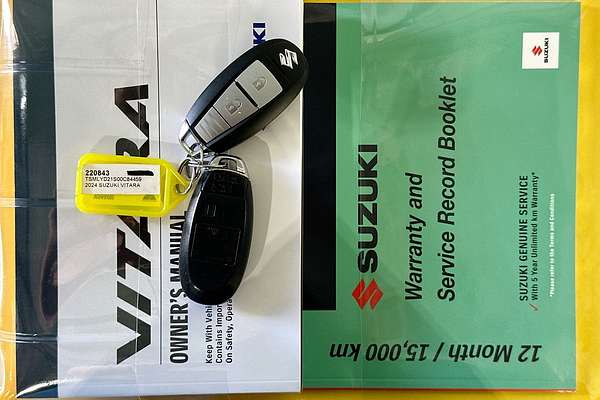 VITARA
OWNER'S MANUAL
Keep With Vehi
Contains Impor
On Safety, Opera
KI
220843
TSMLYD21S00C84459
2024 SUZUKI VITARA
SUZUKI
SUZUKI
Warranty and
Service Record Booklet
SUZUKI GENUINE SERVICE
✓ With 5 Year Unlimited km Warranty*
*Please refer to the Terms and Conditions
12 Month / 15,000 km